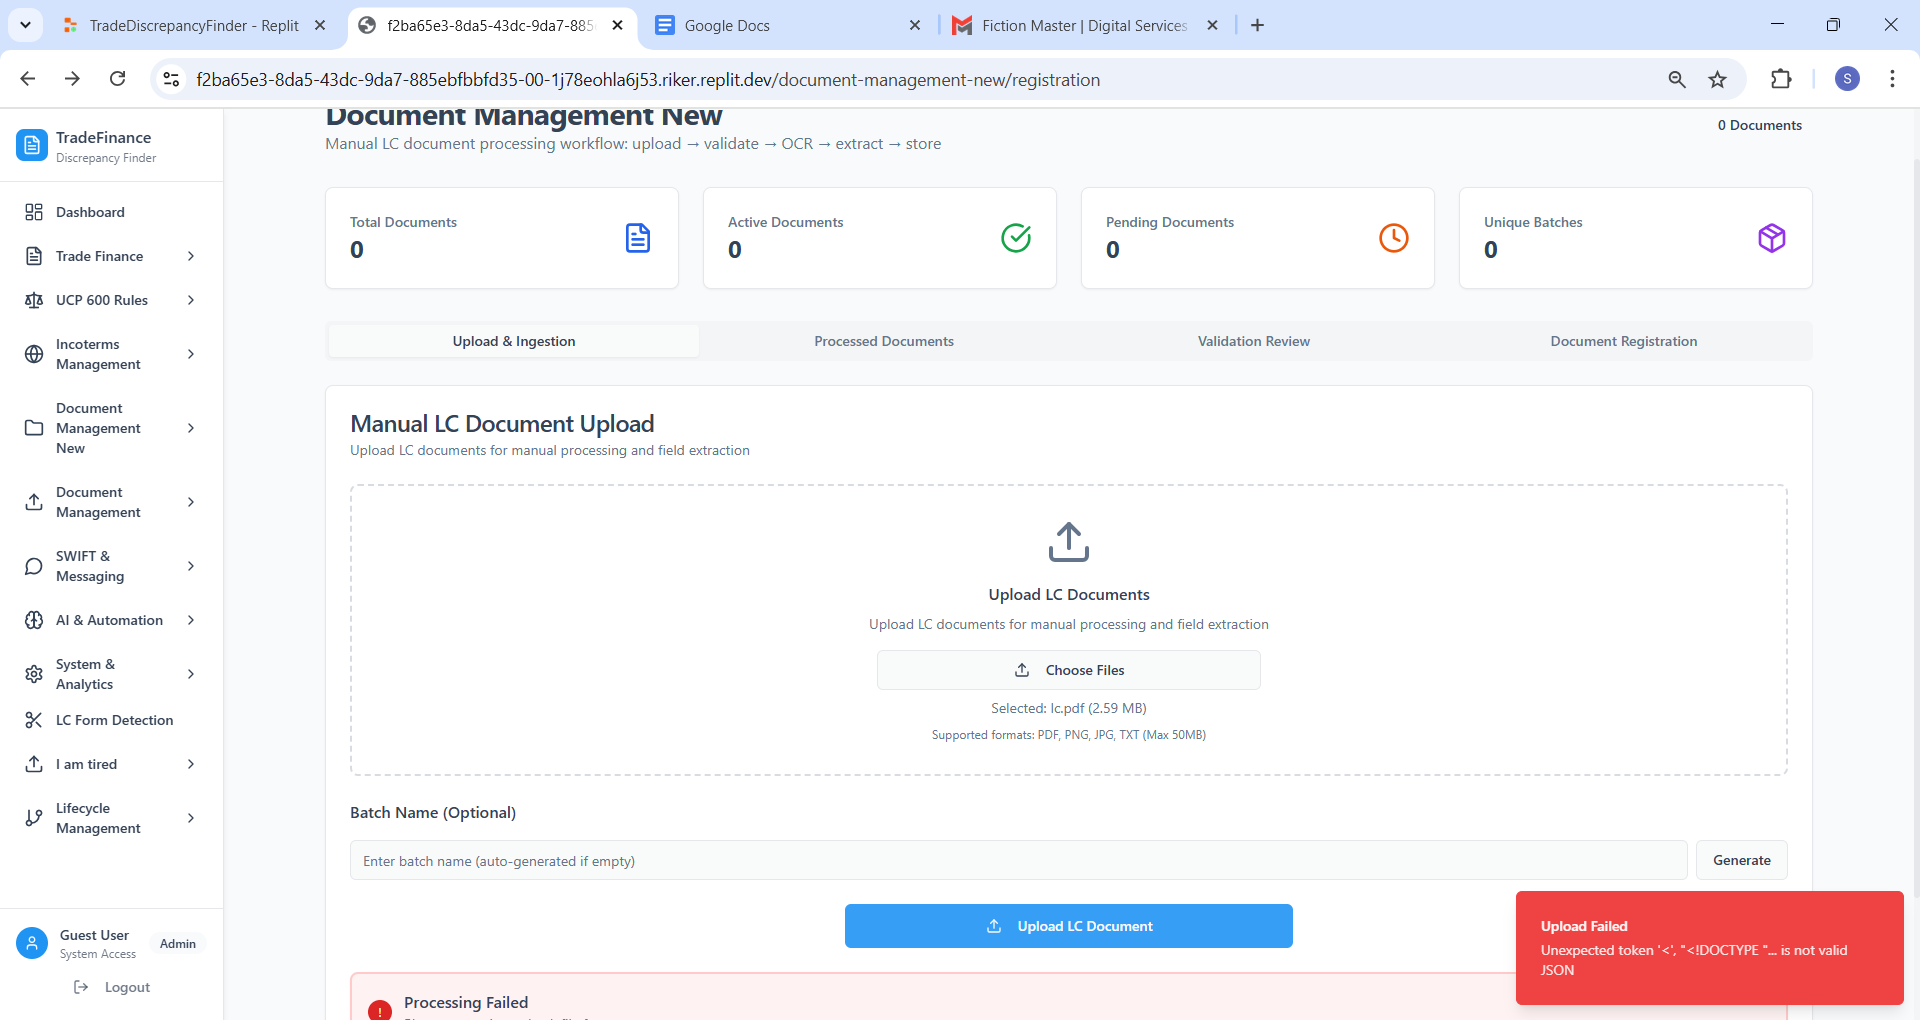 TradeDiscrepancyFinder - Replit
f2ba65e3-8da5-43dc-9da7-885
Google Docs
Fiction Master | Digital Services
f2ba65e3-8da5-43dc-9da7-885ebfbbfd35-00-1j78eohla6j53.riker.replit.dev/document-management-new/registration
S
TradeFinance
Discrepancy Finder
Dashboard
Trade Finance
UCP 600 Rules
Incoterms
Management
Document
Management
New
Document
Management
SWIFT &
Messaging
AI & Automation
System &
Analytics
LC Form Detection
I am tired
Lifecycle
Management
Guest User
System Access
Admin
Logout
Document Management New
Manual LC document processing workflow: upload → validate → OCR → extract → store
0 Documents
Total Documents
0
Active Documents
0
Pending Documents
0
Unique Batches
0
Upload & Ingestion
Processed Documents
Validation Review
Document Registration
Manual LC Document Upload
Upload LC documents for manual processing and field extraction
Upload LC Documents
Upload LC documents for manual processing and field extraction
Choose Files
Selected: lc.pdf (2.59 MB)
Supported formats: PDF, PNG, JPG, TXT (Max 50MB)
Batch Name (Optional)
Enter batch name (auto-generated if empty)
Generate
Upload LC Document
Processing Failed
Upload Failed
Unexpected token '<', "<!DOCTYPE "... is not valid
JSON